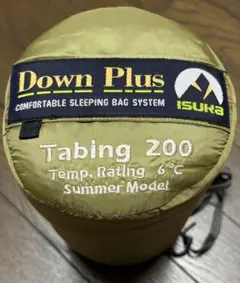 Down Plus
COMFORTABLE SLEEPING BAG SYSTEM
ISUKA
Tabing 200
Temp. Rating 6°C
Summer Model